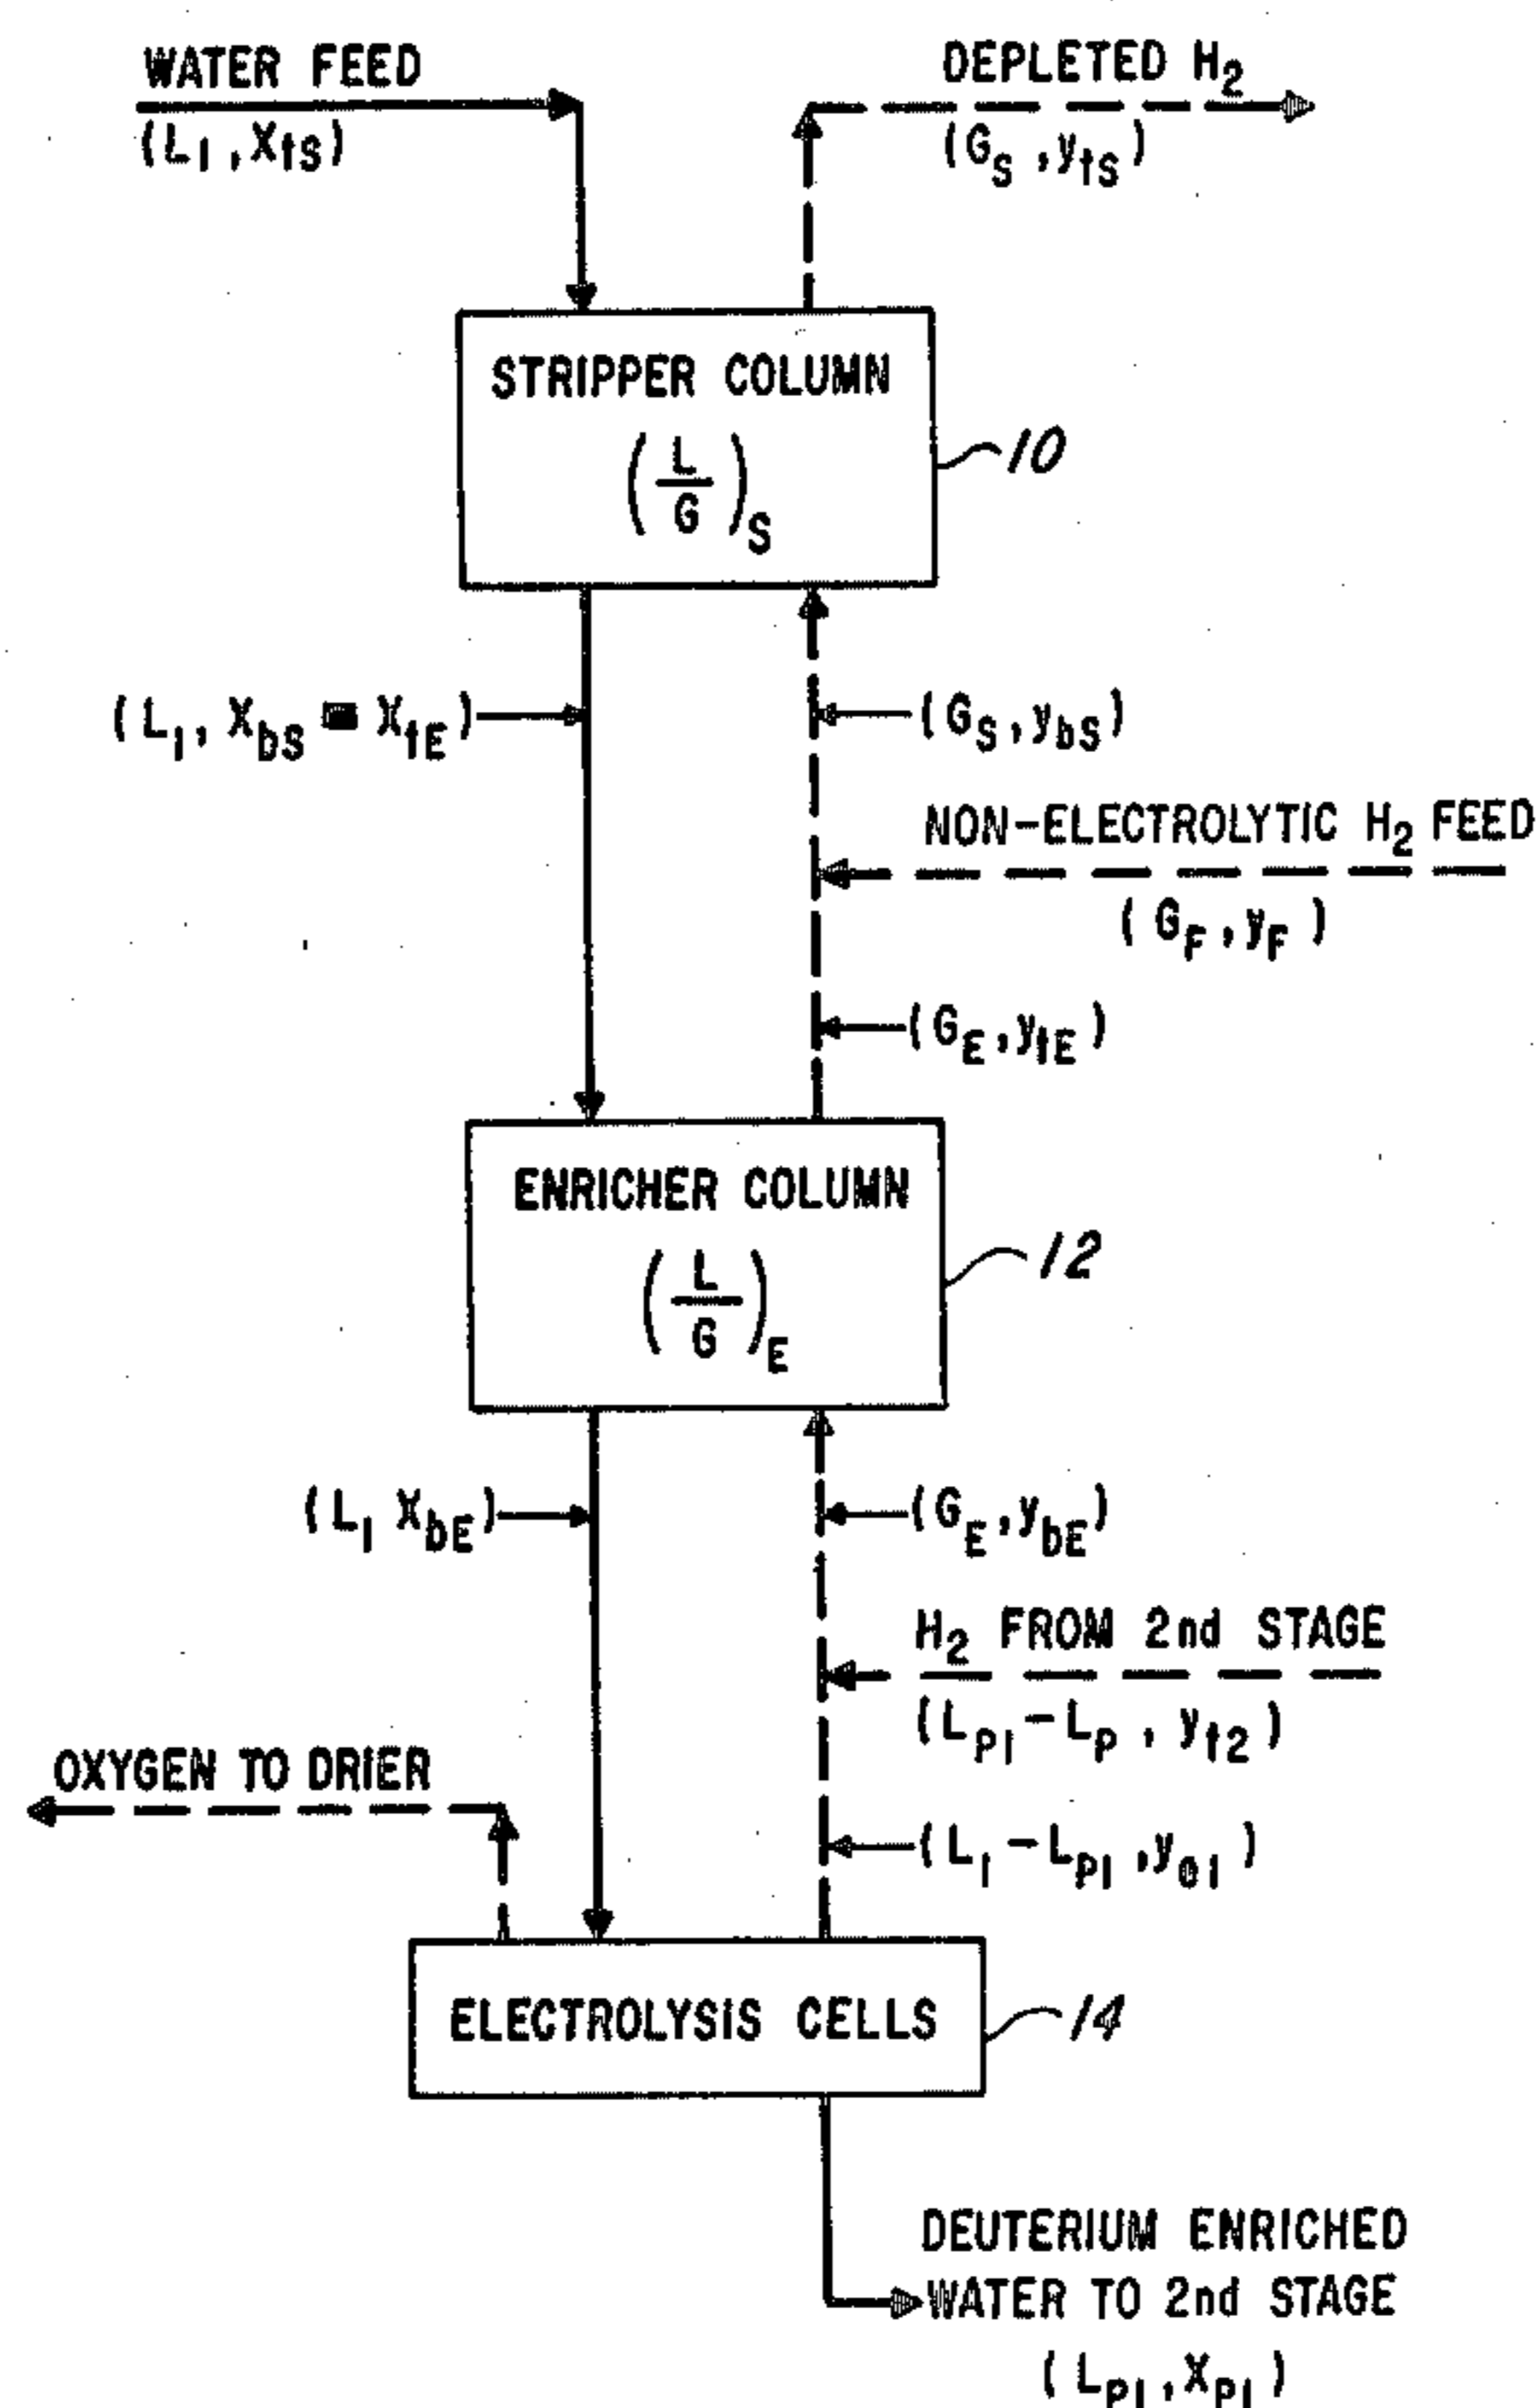 WATER FEED
(L1, XtS)
DEPLETED H2
(GS, ytS)
STRIPPER COLUMN
(L/G)S
10
(L1, XbS = XtE)
(GS, ybS)
NON-ELECTROLYTIC H2 FEED
(GF, yF)
(GE, ytE)
ENRICHER COLUMN
(L/G)E
12
(L1 XbE)
(GE, ybE)
H2 FROM 2nd STAGE
(LP1-LP, yt2)
OXYGEN TO DRIER
(L1-LP1, ye1)
ELECTROLYSIS CELLS
14
DEUTERIUM ENRICHED
WATER TO 2nd STAGE
(LP1, XP1)